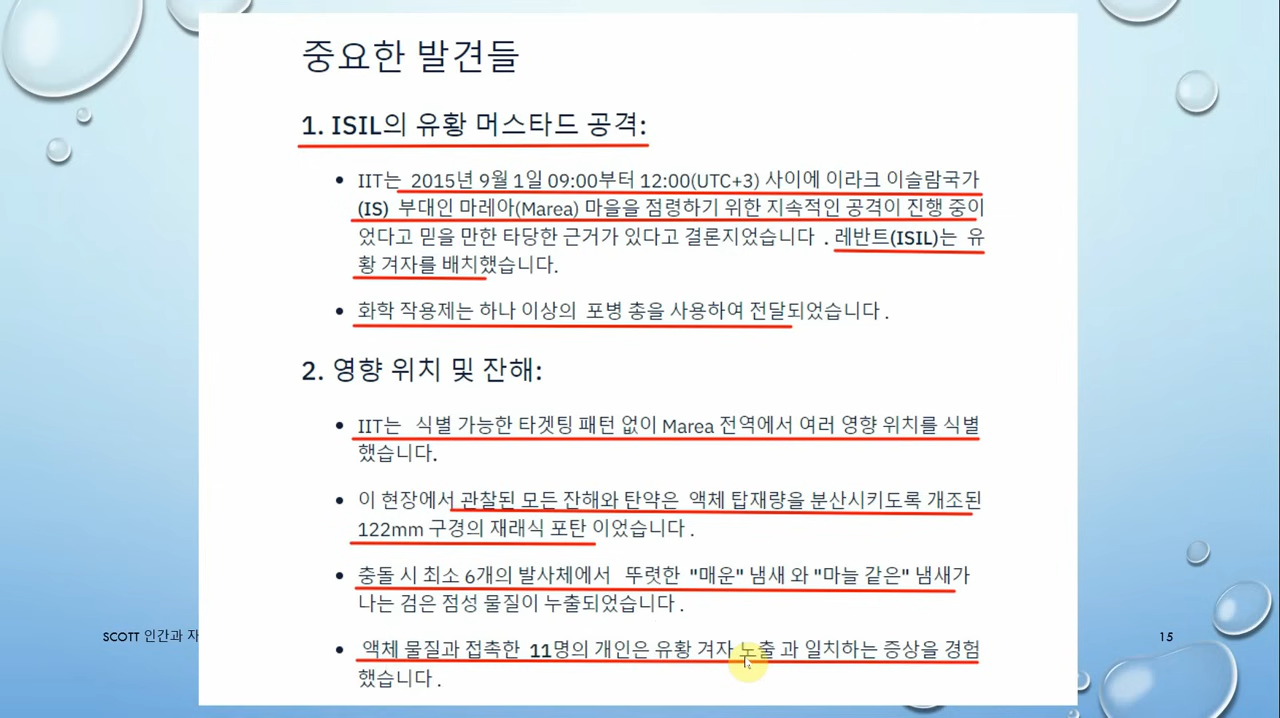 중요한 발견들
1. ISIL의 유황 머스타드 공격:
• IIT는 2015년 9월 1일 09:00부터 12:00(UTC+3) 사이에 이라크 이슬람국가
(IS) 부대인 마레아(Marea) 마을을 점령하기 위한 지속적인 공격이 진행 중이
었다고 믿을 만한 타당한 근거가 있다고 결론지었습니다 . 레반트(ISIL)는 유
황 겨자를 배치했습니다.
• 화학 작용제는 하나 이상의 포병 총을 사용하여 전달되었습니다 .
2. 영향 위치 및 잔해:
• IIT는 식별 가능한 타겟팅 패턴 없이 Marea 전역에서 여러 영향 위치를 식별
했습니다.
• 이 현장에서 관찰된 모든 잔해와 탄약은 액체 탑재량을 분산시키도록 개조된
122mm 구경의 재래식 포탄 이었습니다 .
• 충돌 시 최소 6개의 발사체에서 뚜렷한 "매운" 냄새 와 "마늘 같은" 냄새가
나는 검은 점성 물질이 누출되었습니다 .
• 액체 물질과 접촉한 11명의 개인은 유황 겨자 노출 과 일치하는 증상을 경험
했습니다 .
SCOTT 인간과 자
15